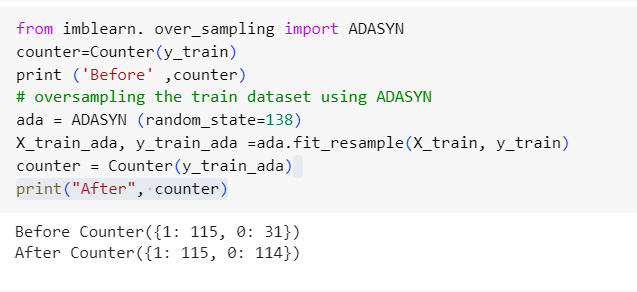 from imblearn. over_sampling import ADASYN
counter=Counter(y_train)
print ('Before' ,counter)
# oversampling the train dataset using ADASYN
ada = ADASYN (random_state=138)
X_train_ada, y_train_ada =ada.fit_resample(X_train, y_train)
counter = Counter(y_train_ada)
print("After", counter)
Before Counter({1: 115, 0: 31})
After Counter({1: 115, 0: 114})